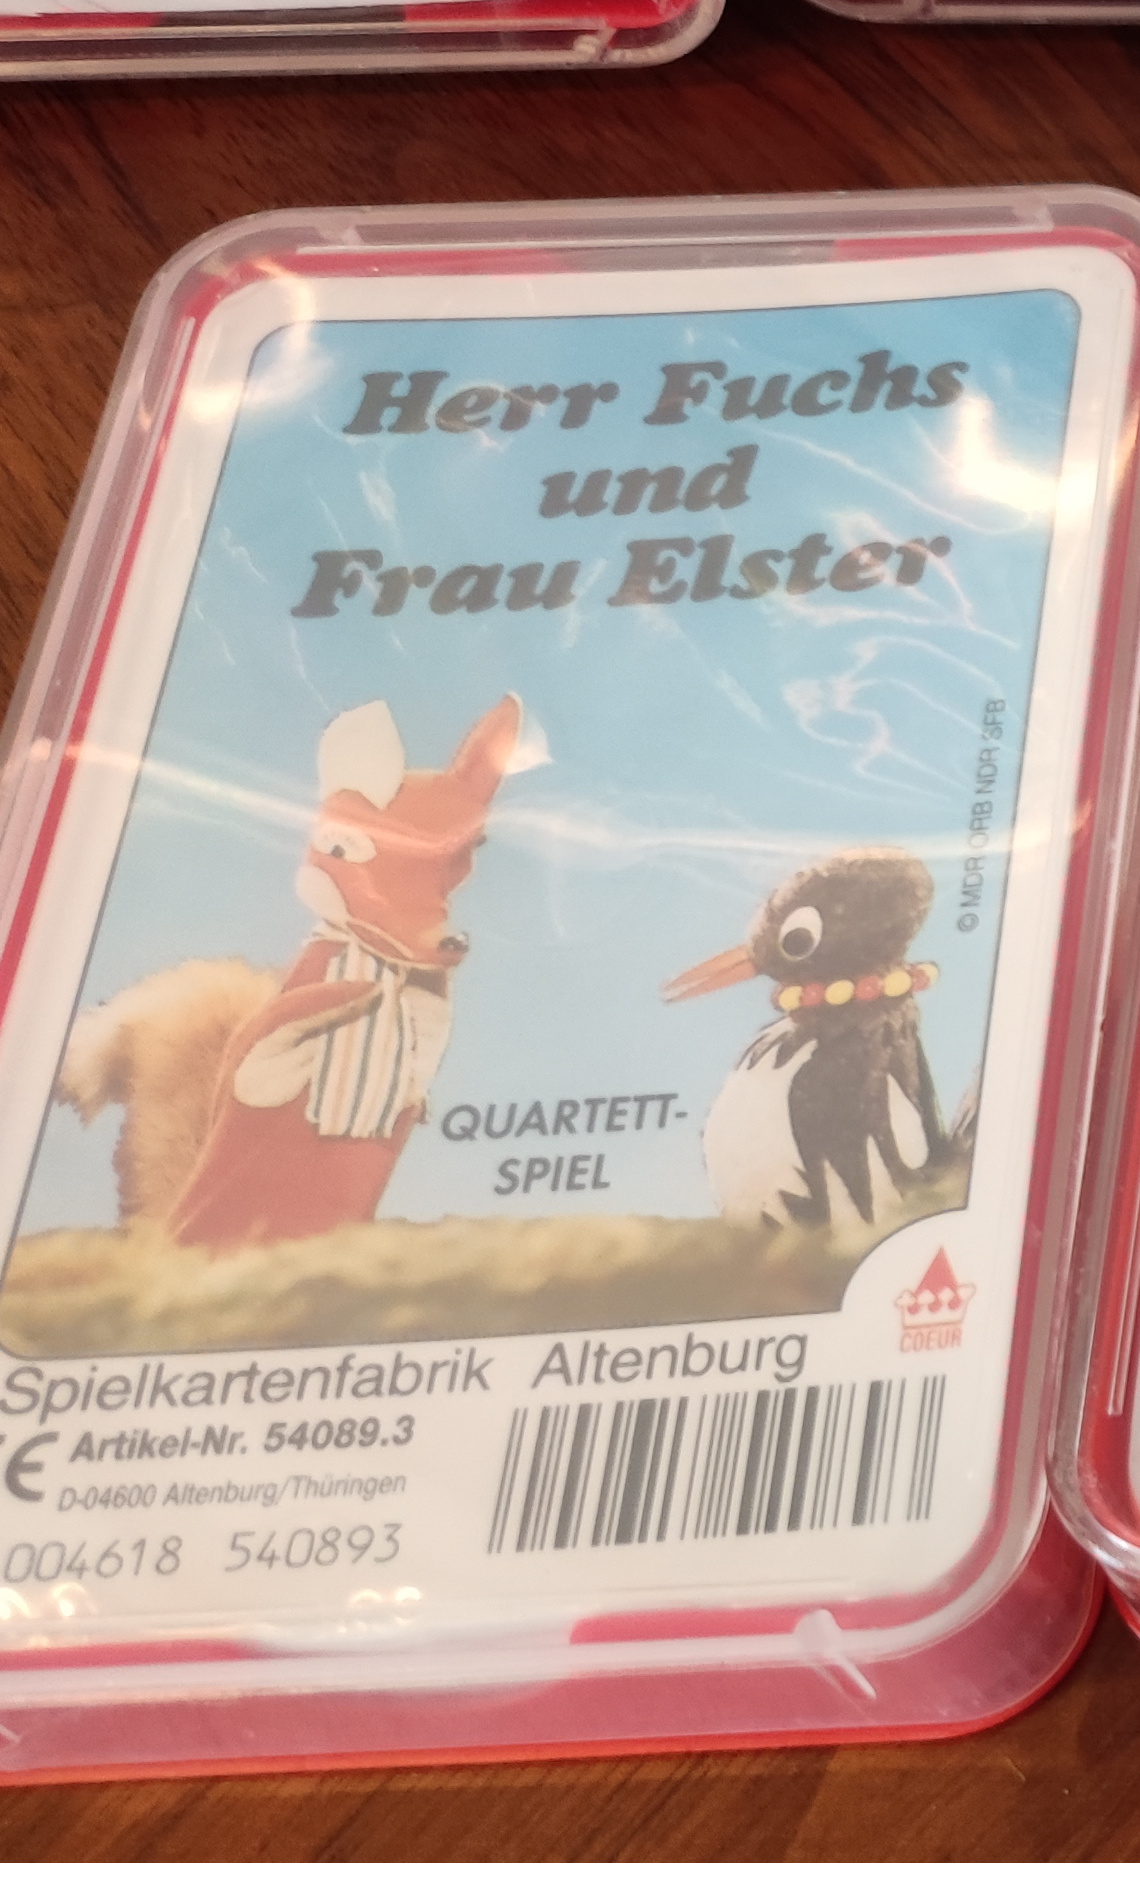 Herr Fuchs
und
Frau Elster
© MDR ORB NDR SFB
QUARTETT-
SPIEL
COEUR
Spielkartenfabrik Altenburg
CE Artikel-Nr. 54089.3
D-04600 Altenburg/Thüringen
004618 540893